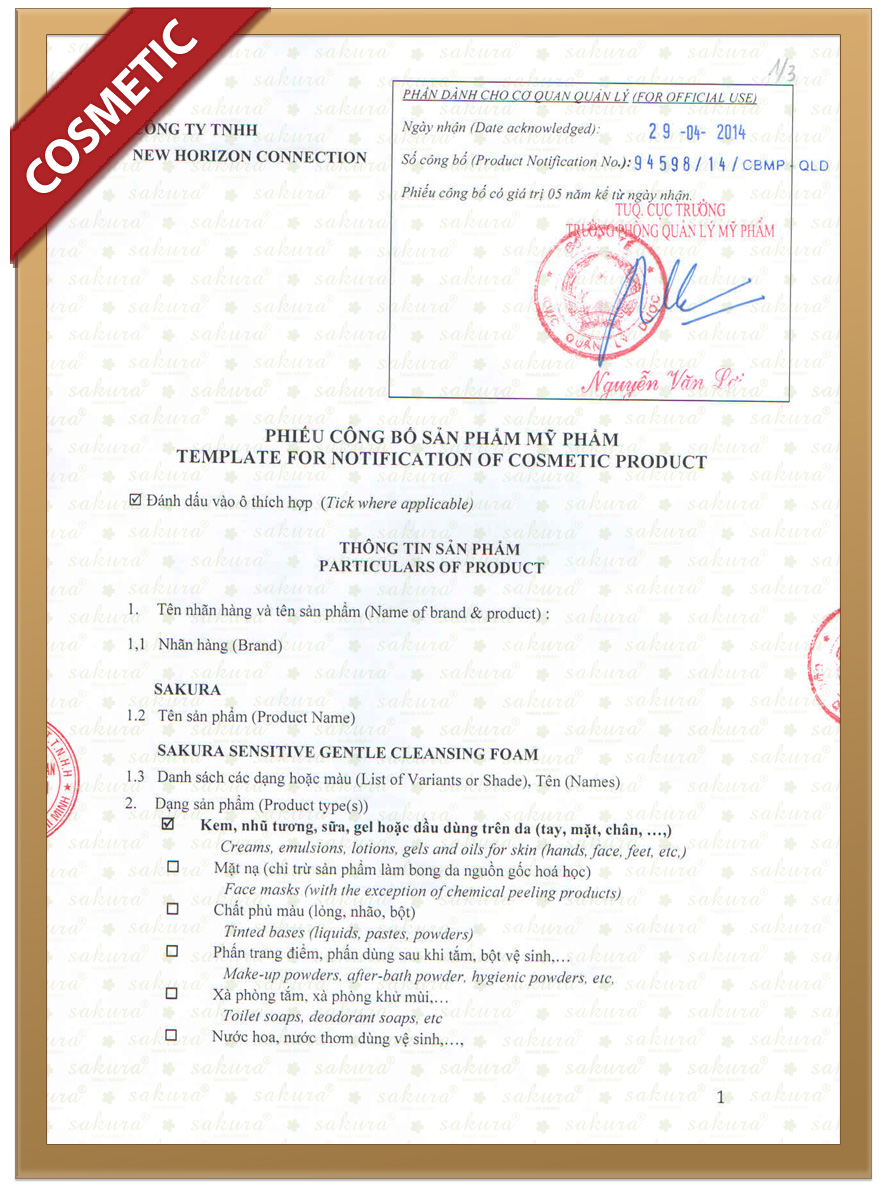 COSMETIC
1/3
CÔNG TY TNHH
NEW HORIZON CONNECTION
PHẦN DÀNH CHO CƠ QUAN QUẢN LÝ (FOR OFFICIAL USE)
Ngày nhận (Date acknowledged): 29 -04- 2014
Số công bố (Product Notification No.): 94598/14/CBMP-QLD
Phiếu công bố có giá trị 05 năm kể từ ngày nhận.
TUQ. CỤC TRƯỞNG
TRƯỞNG PHÒNG QUẢN LÝ MỸ PHẨM
CỤC QUẢN LÝ DƯỢC
Nguyễn Văn Lợi
PHIẾU CÔNG BỐ SẢN PHẨM MỸ PHẨM
TEMPLATE FOR NOTIFICATION OF COSMETIC PRODUCT
☑ Đánh dấu vào ô thích hợp (Tick where applicable)
THÔNG TIN SẢN PHẨM
PARTICULARS OF PRODUCT
1. Tên nhãn hàng và tên sản phẩm (Name of brand & product) :
1,1 Nhãn hàng (Brand)
SAKURA
1.2 Tên sản phẩm (Product Name)
SAKURA SENSITIVE GENTLE CLEANSING FOAM
1.3 Danh sách các dạng hoặc màu (List of Variants or Shade), Tên (Names)
2. Dạng sản phẩm (Product type(s))
☑ Kem, nhũ tương, sữa, gel hoặc dầu dùng trên da (tay, mặt, chân, ….,)
Creams, emulsions, lotions, gels and oils for skin (hands, face, feet, etc,)
☐ Mặt nạ (chỉ trừ sản phẩm làm bong da nguồn gốc hoá học)
Face masks (with the exception of chemical peeling products)
☐ Chất phủ màu (lỏng, nhão, bột)
Tinted bases (liquids, pastes, powders)
☐ Phấn trang điểm, phấn dùng sau khi tắm, bột vệ sinh,…
Make-up powders, after-bath powder, hygienic powders, etc,
☐ Xà phòng tắm, xà phòng khử mùi,…
Toilet soaps, deodorant soaps, etc
☐ Nước hoa, nước thơm dùng vệ sinh,…,
1